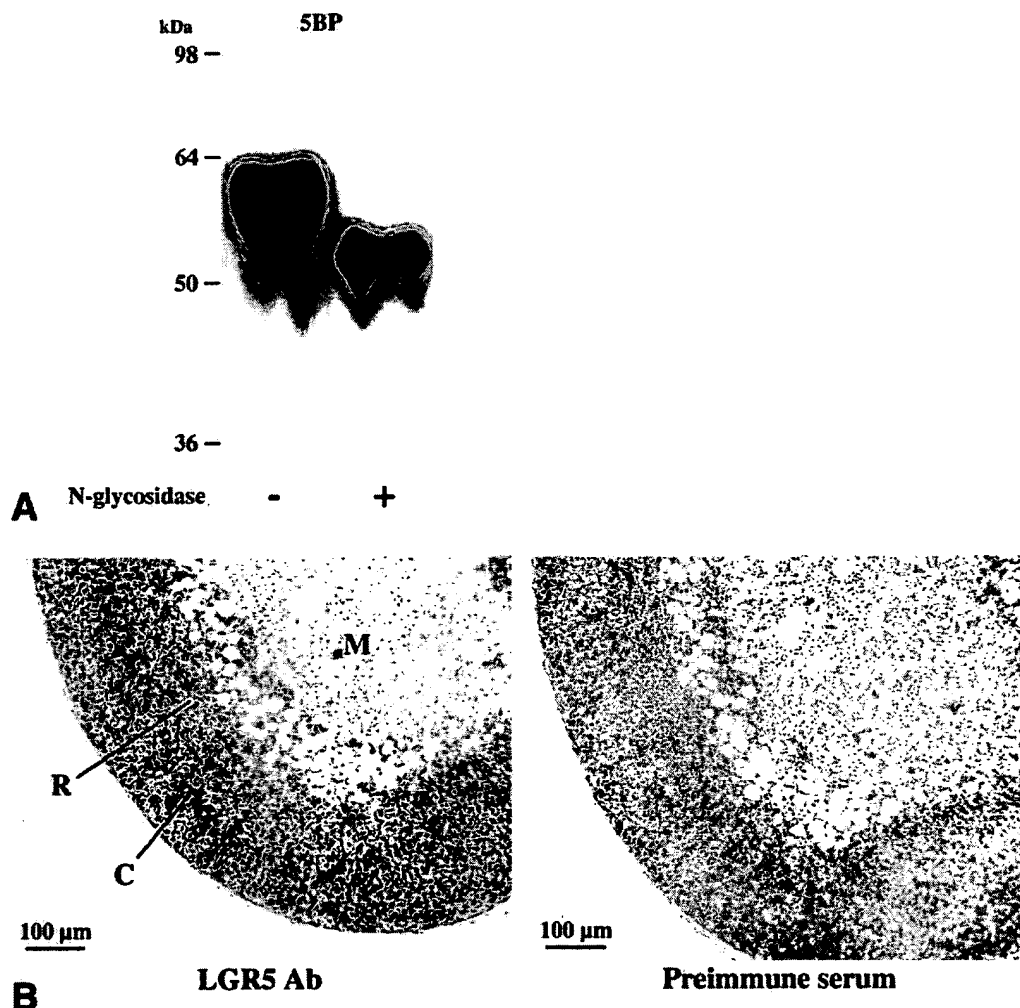 kDa 5BP
98
64
50
36
A N-glycosidase - +
M
R
C
100 μm 100 μm
LGR5 Ab Preimmune serum
B